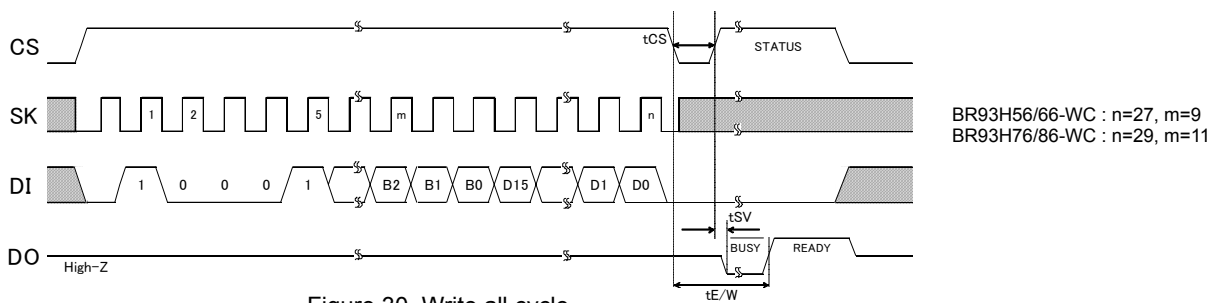 CS
tCS
STATUS
SK
1 2 5 m n
BR93H56/66-WC : n=27, m=9
BR93H76/86-WC : n=29, m=11
DI
1 0 0 0 1 B2 B1 B0 D15 D1 D0
tSV
BUSY READY
DO
High-Z
tE/W
Figure 30. Write all cycle